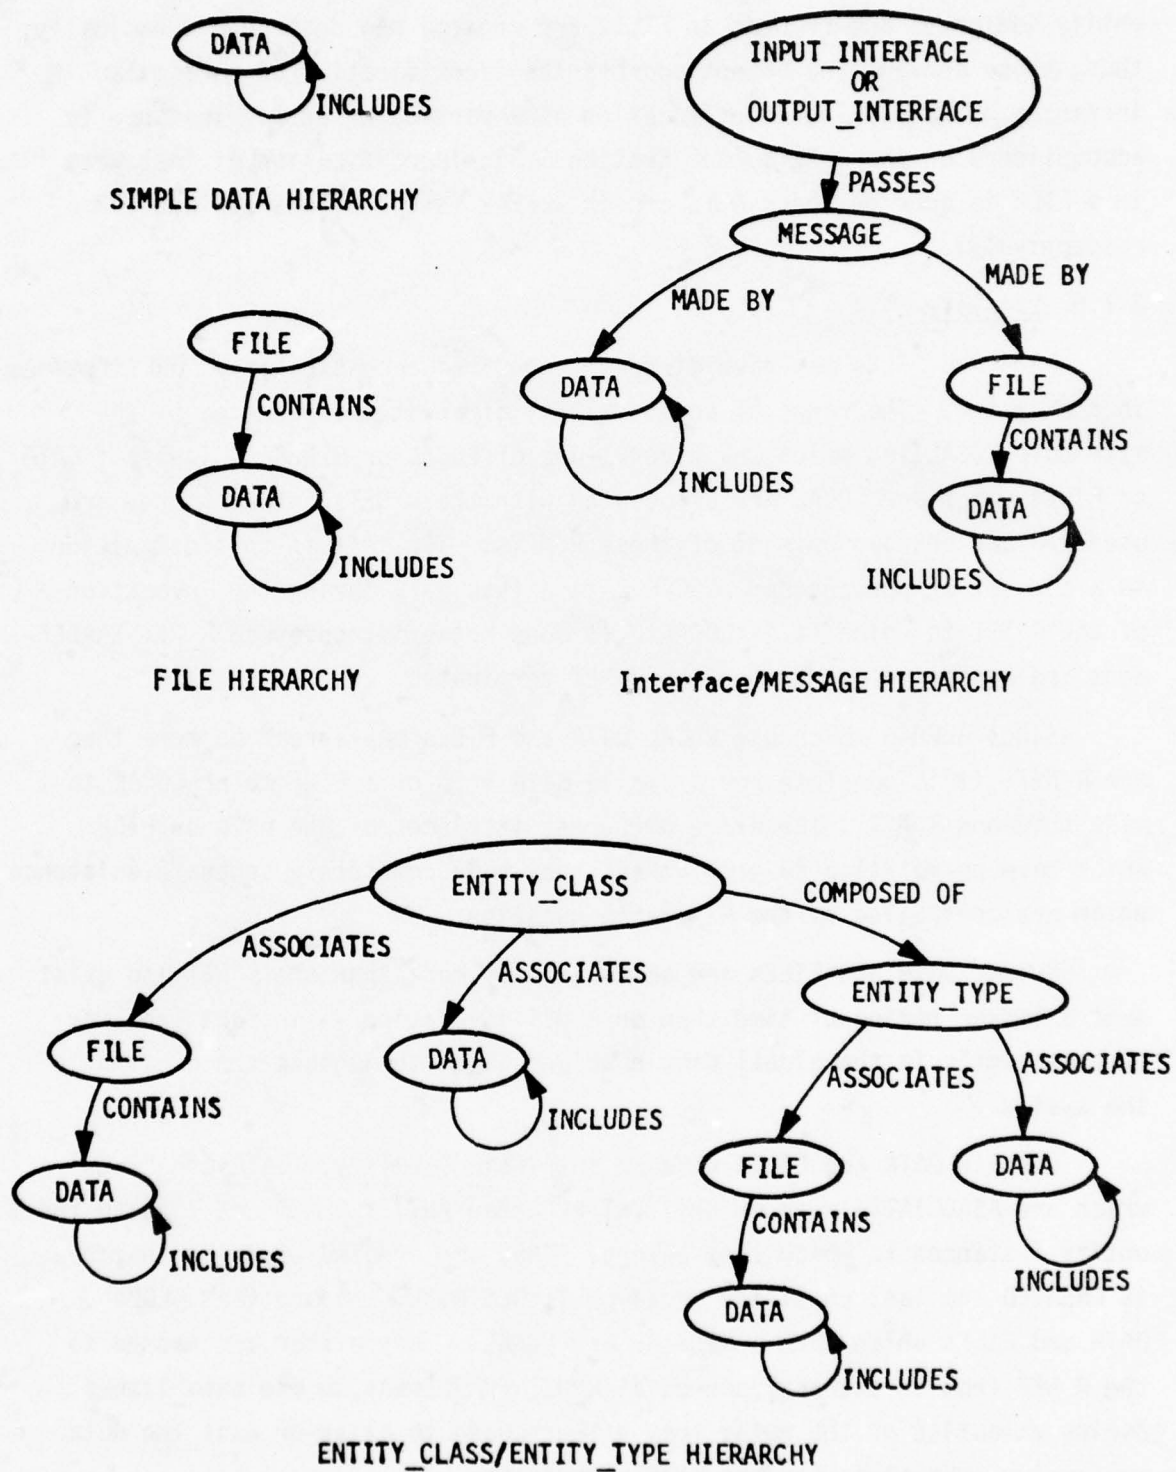 DATA
INCLUDES
SIMPLE DATA HIERARCHY
FILE
CONTAINS
DATA
INCLUDES
FILE HIERARCHY
INPUT_INTERFACE
OR
OUTPUT_INTERFACE
PASSES
MESSAGE
MADE BY
MADE BY
DATA
INCLUDES
FILE
CONTAINS
DATA
INCLUDES
Interface/MESSAGE HIERARCHY
ENTITY_CLASS
ASSOCIATES
ASSOCIATES
COMPOSED OF
FILE
CONTAINS
DATA
INCLUDES
DATA
INCLUDES
ENTITY_TYPE
ASSOCIATES
ASSOCIATES
FILE
CONTAINS
DATA
INCLUDES
DATA
INCLUDES
ENTITY_CLASS/ENTITY_TYPE HIERARCHY